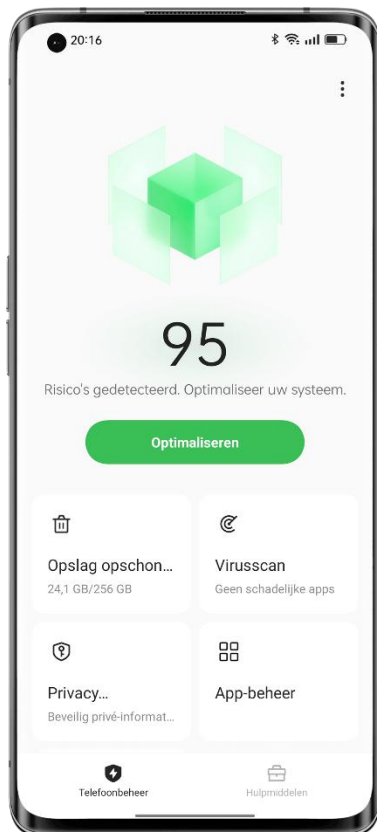 20:16
95
Risico's gedetecteerd. Optimaliseer uw systeem.
Optimaliseren
Opslag opschon...
24,1 GB/256 GB
Virusscan
Geen schadelijke apps
Privacy...
Beveilig privé-informat...
App-beheer
Telefoonbeheer
Hulpmiddelen